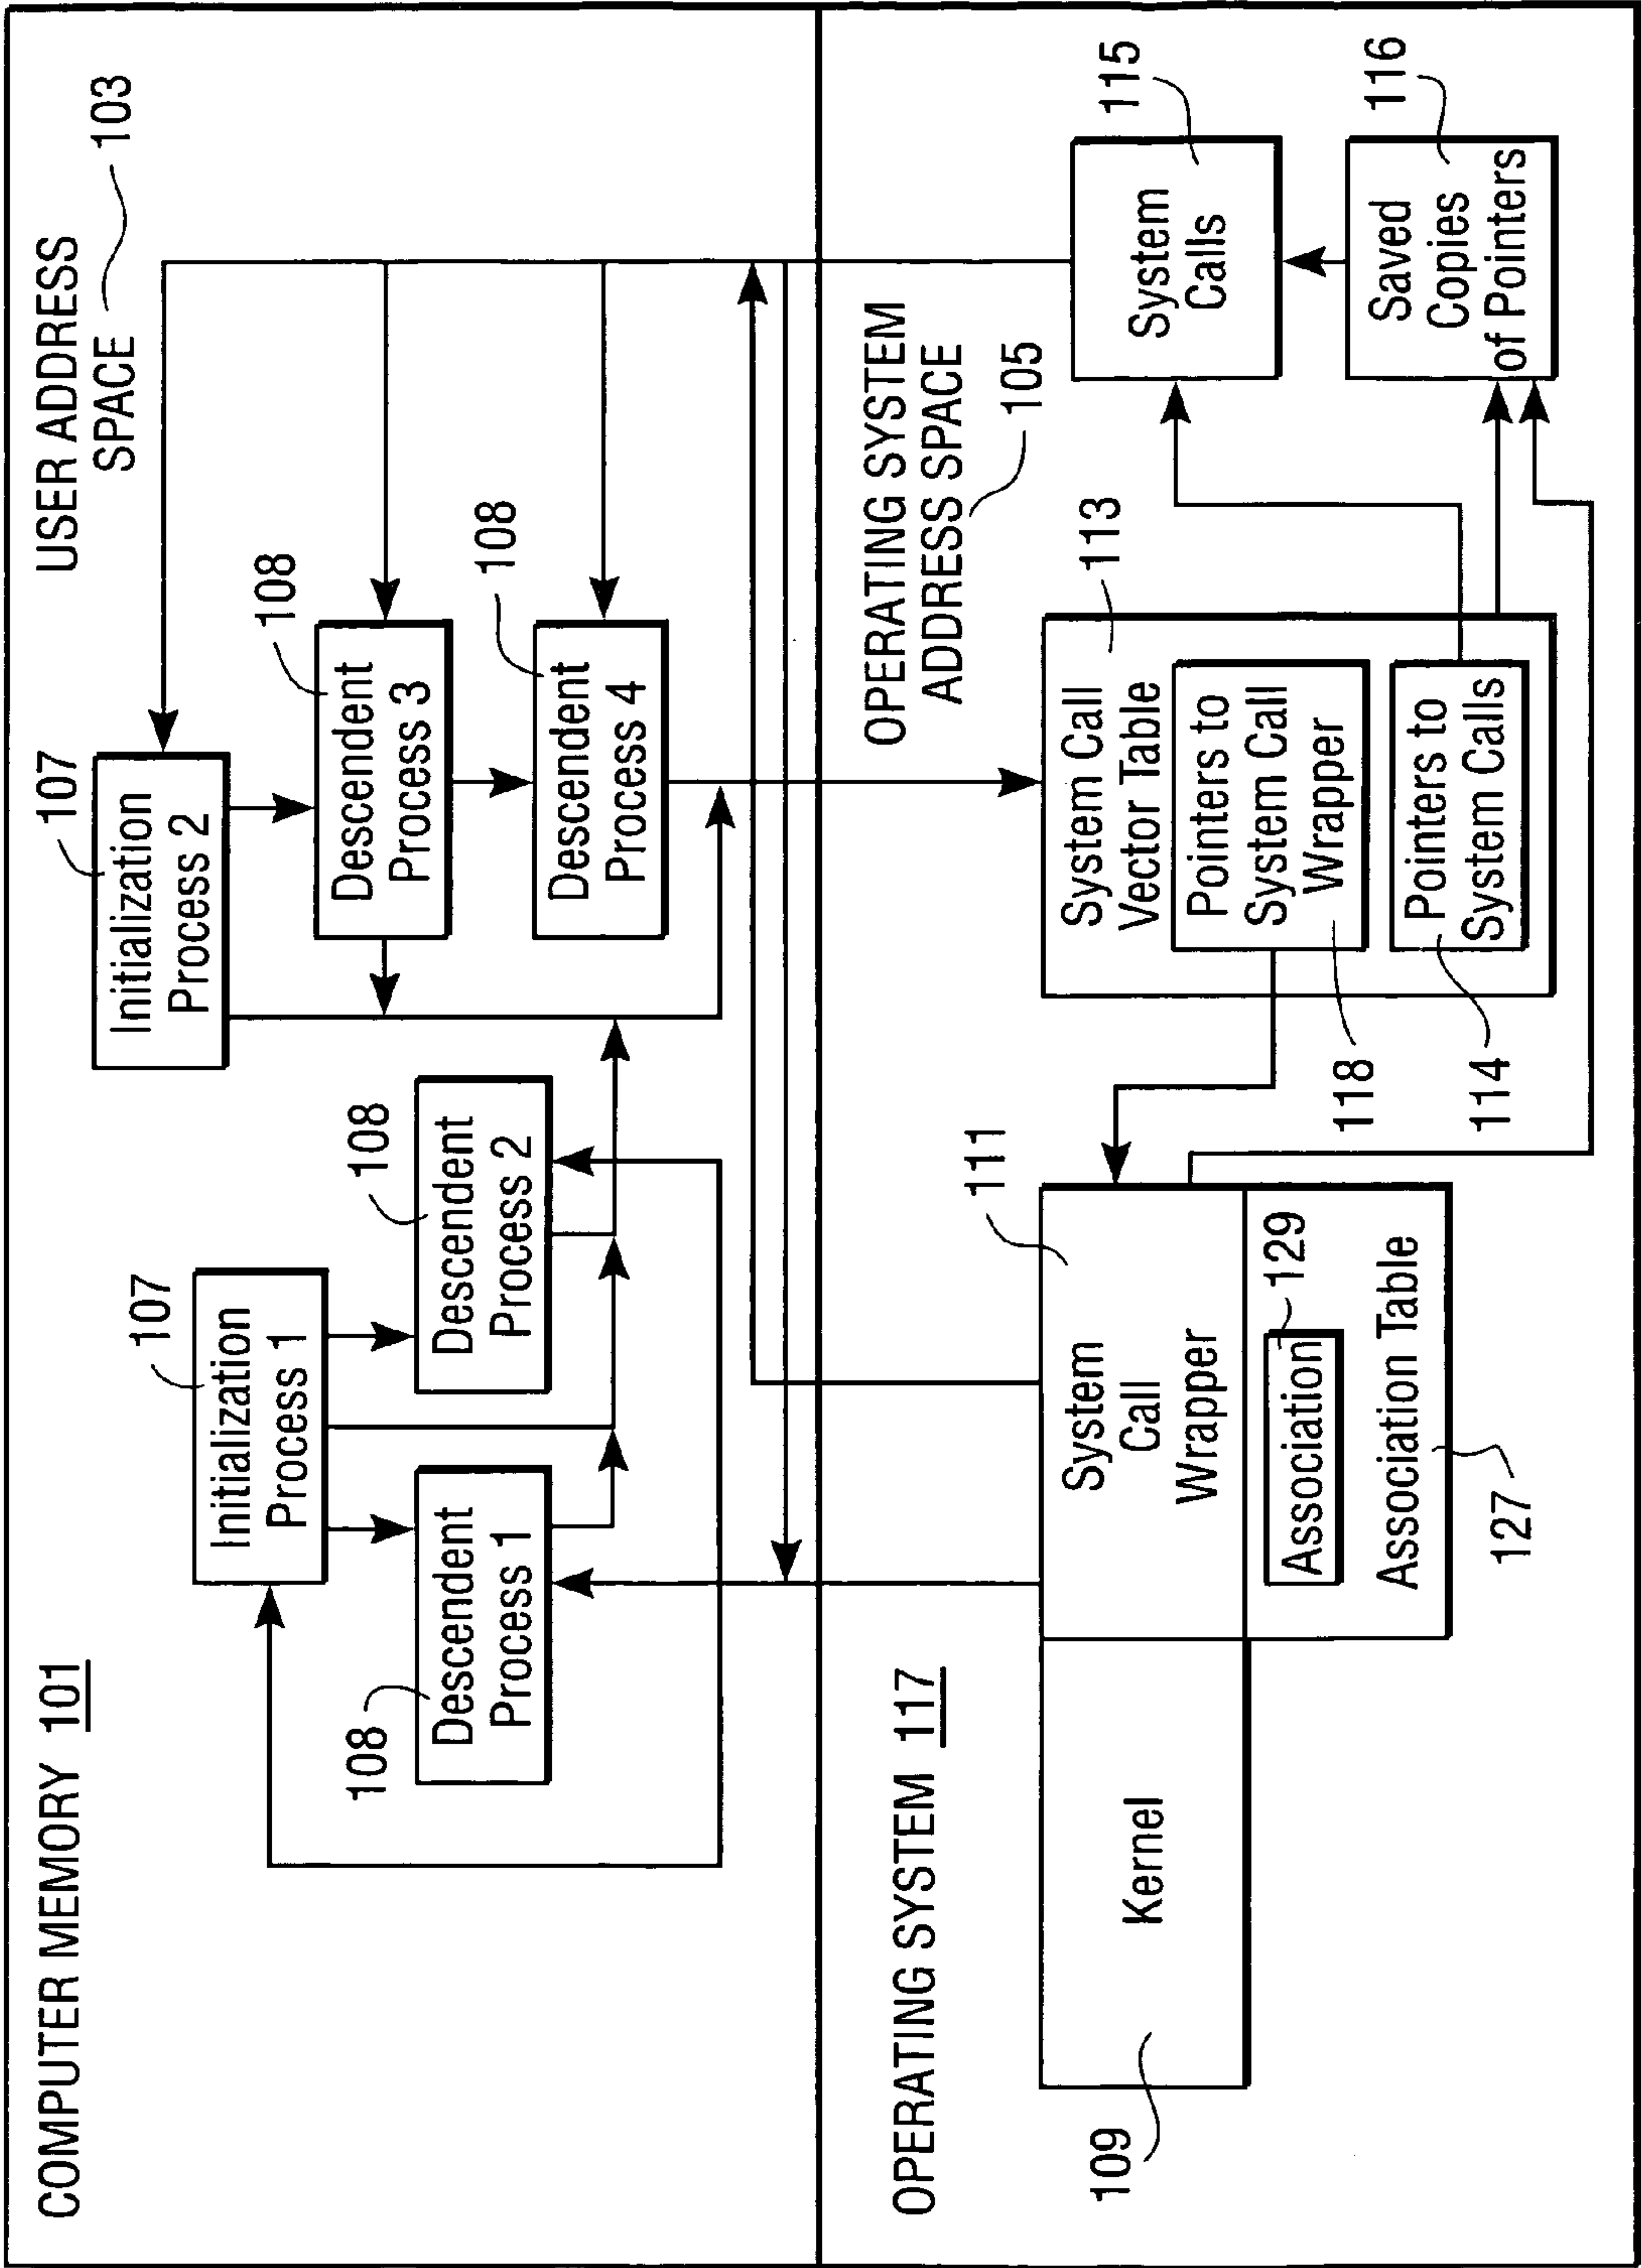 COMPUTER MEMORY 101
USER ADDRESS
SPACE
103
107
Initialization
Process 1
107
Initialization
Process 2
108
Descendent
Process 1
108
Descendent
Process 2
108
Descendent
Process 3
108
Descendent
Process 4
OPERATING SYSTEM 117
OPERATING SYSTEM
ADDRESS SPACE
105
109
Kernel
111
System
Call
Wrapper
129
Association
Association Table
127
113
System Call
Vector Table
Pointers to
System Call
Wrapper
118
Pointers to
System Calls
114
115
System
Calls
116
Saved
Copies
of Pointers